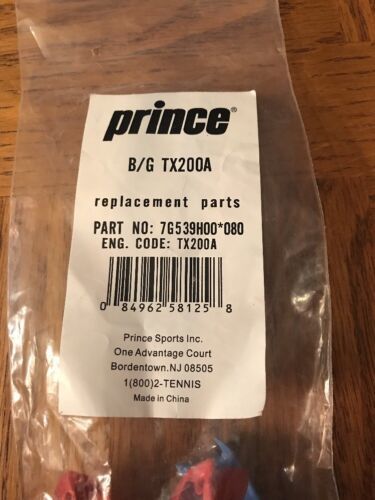 prince®
B/G TX200A
replacement parts
PART NO: 7G539H00*080
ENG. CODE: TX200A
0 84962 58125 8
Prince Sports Inc.
One Advantage Court
Bordentown.NJ 08505
1(800)2-TENNIS
Made in China